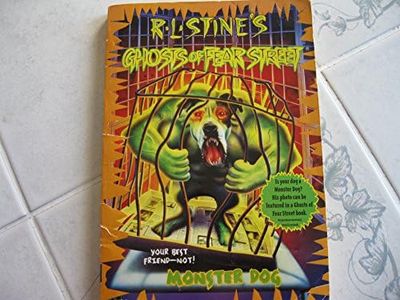 R·L·STINE'S
GHOSTS OF FEAR STREET
Is your dog a
Monster Dog?
His photo can be
featured in a Ghosts of
Fear Street book.
YOUR BEST
FRIEND—NOT!
MONSTER DOG